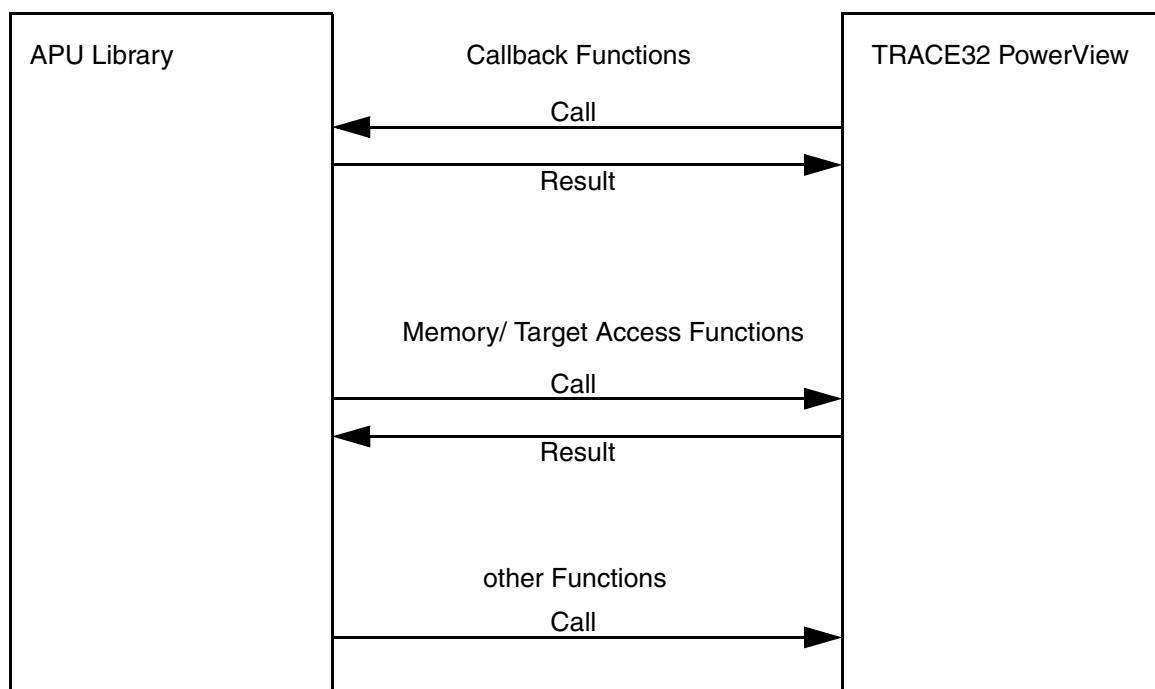 APU Library
Callback Functions
TRACE32 PowerView
Call
Result
Memory/ Target Access Functions
Call
Result
other Functions
Call